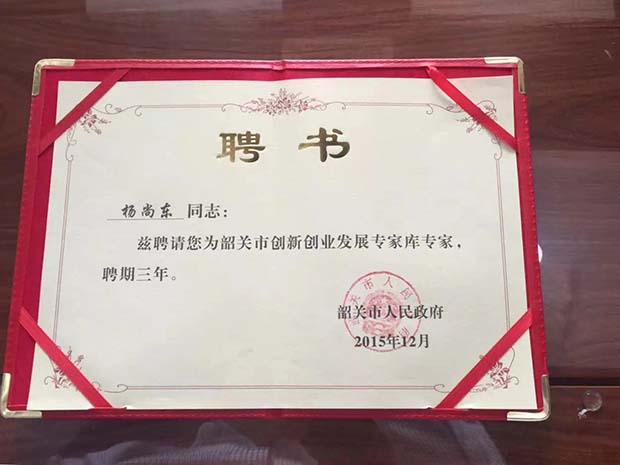 聘书
杨尚东 同志：
兹聘请您为韶关市创新创业发展专家库专家，
聘期三年。
韶关市人民政府
2015年12月